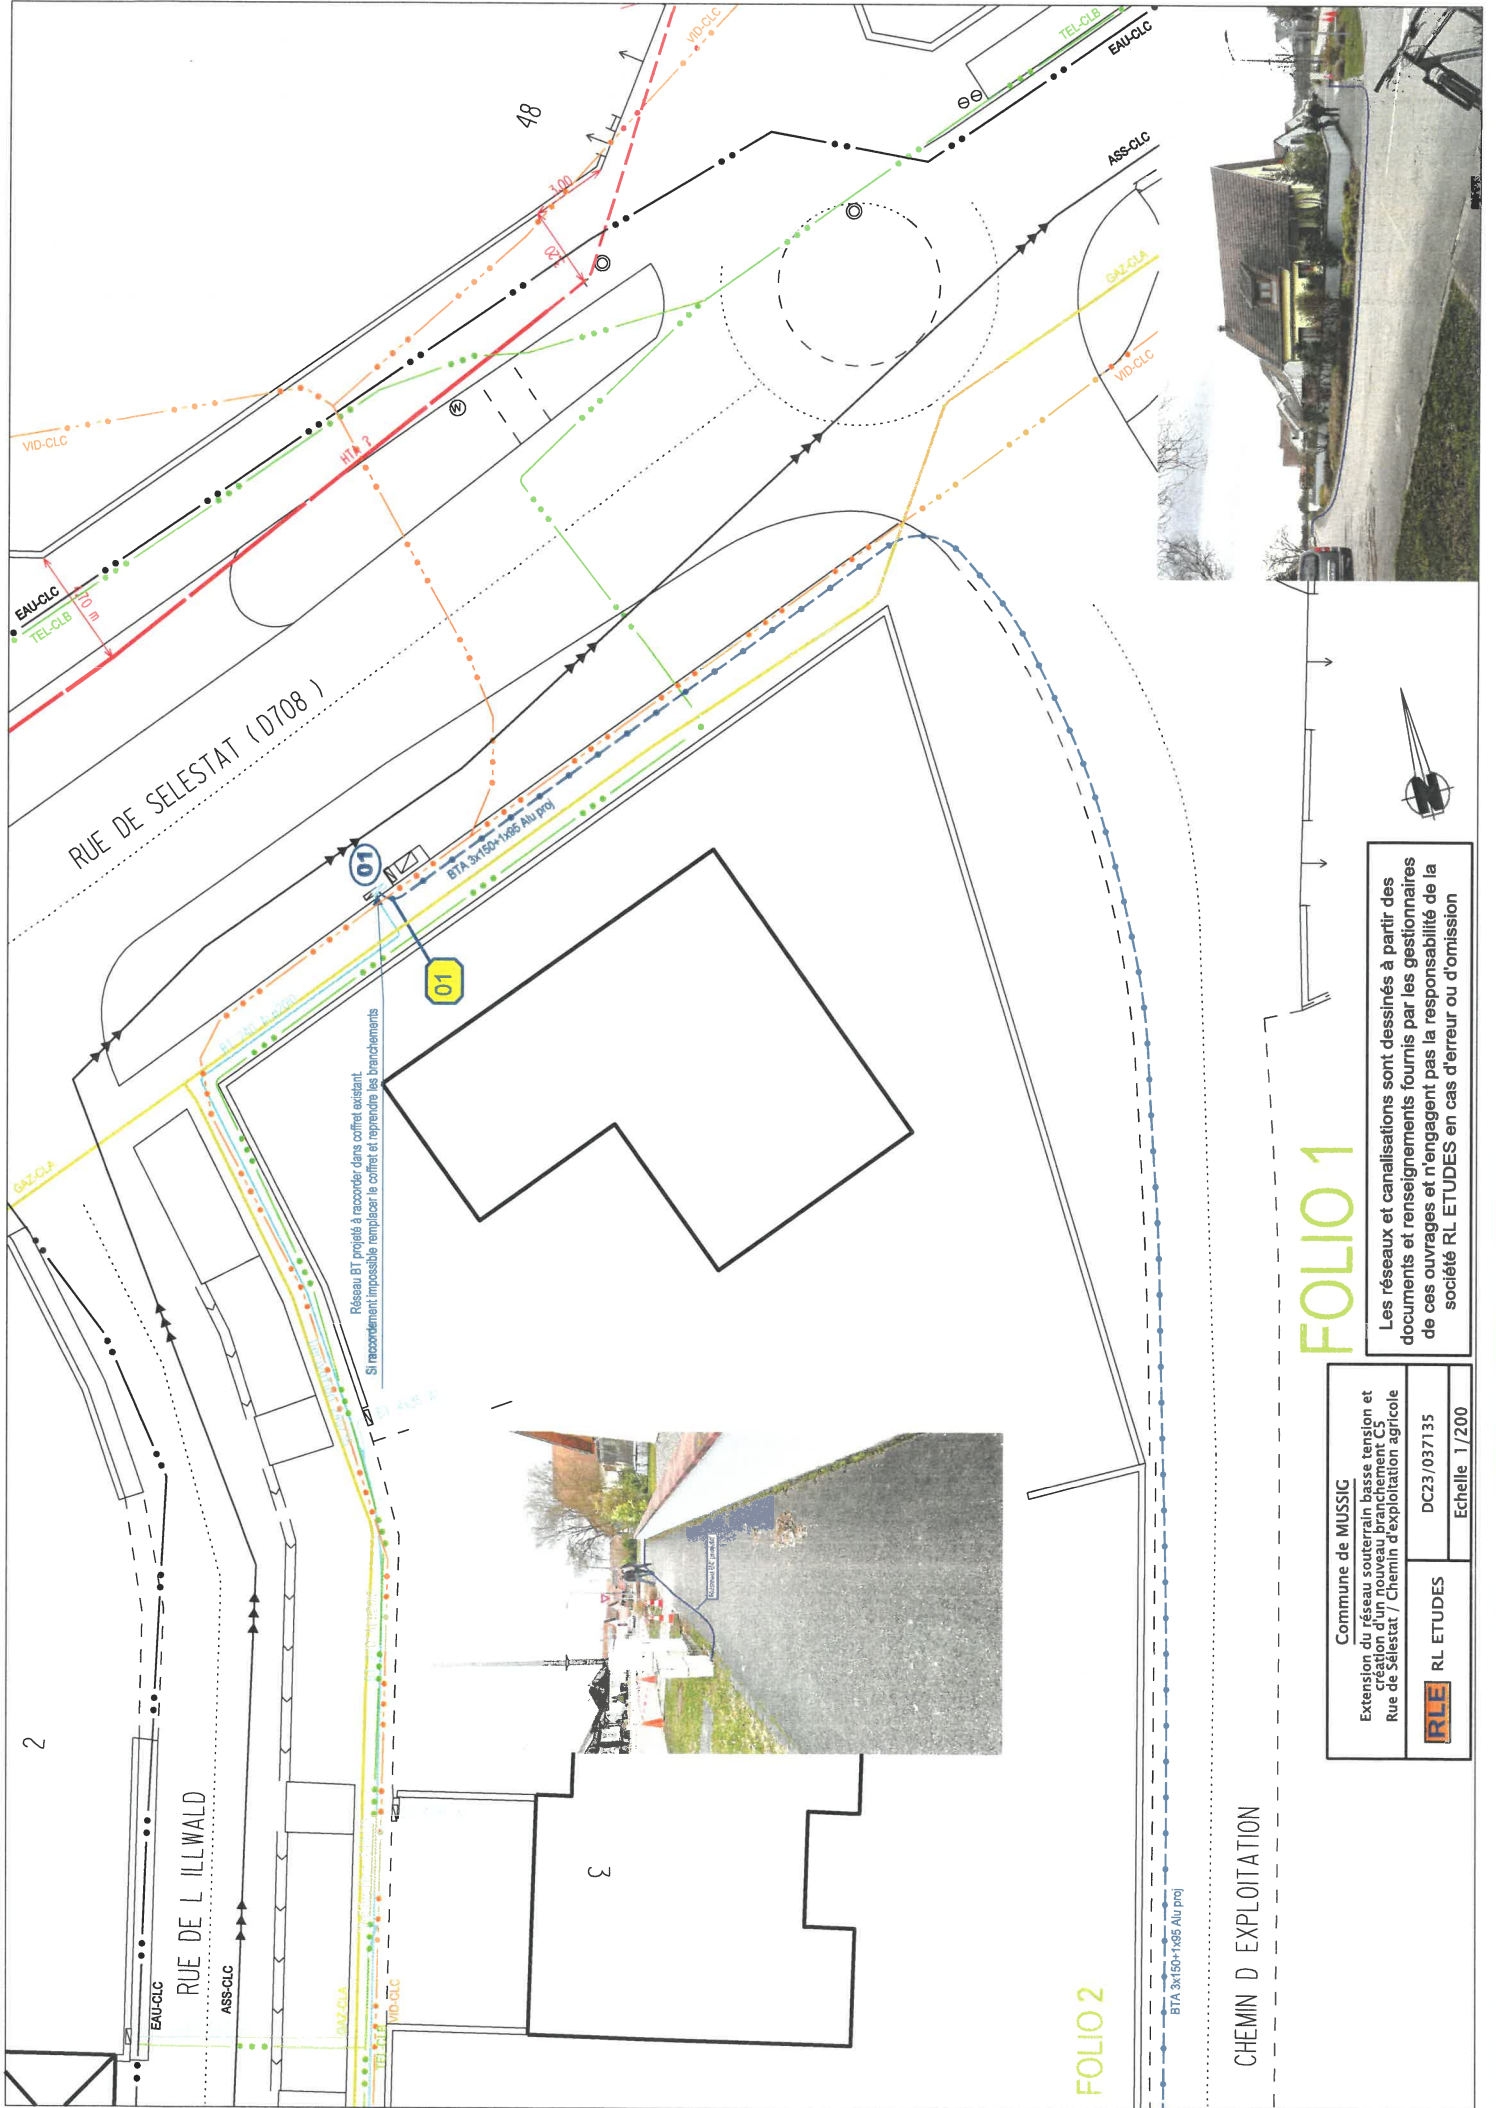 48
VID-CLC
TEL-CLB
EAU-CLC
ASS-CLC
3,00
VID-CLC
HTA ?
W
GAZ-CLA
VID-CLC
EAU-CLC
TEL-CLB
RUE DE SELESTAT ( D708 )
01
BTA 3x150+1x95 Alu proj
01
Réseau BT projeté à raccorder dans coffret existant
Si raccordement impossible remplacer le coffret et reprendre les branchements
GAZ-CLA
2
RUE DE L ILLWALD
EAU-CLC
ASS-CLC
GAZ-CLA
VID-CLC
3
FOLIO 2
BTA 3x150+1x95 Alu proj
CHEMIN D EXPLOITATION
N
FOLIO 1
Les réseaux et canalisations sont dessinés à partir des
documents et renseignements fournis par les gestionnaires
de ces ouvrages et n'engagent pas la responsabilité de la
société RL ETUDES en cas d'erreur ou d'omission
Commune de MUSSIG
Extension du réseau souterrain basse tension et
création d'un nouveau branchement C5
Rue de Sélestat / Chemin d'exploitation agricole
RLE RL ETUDES
DC23/037135
Echelle 1/200